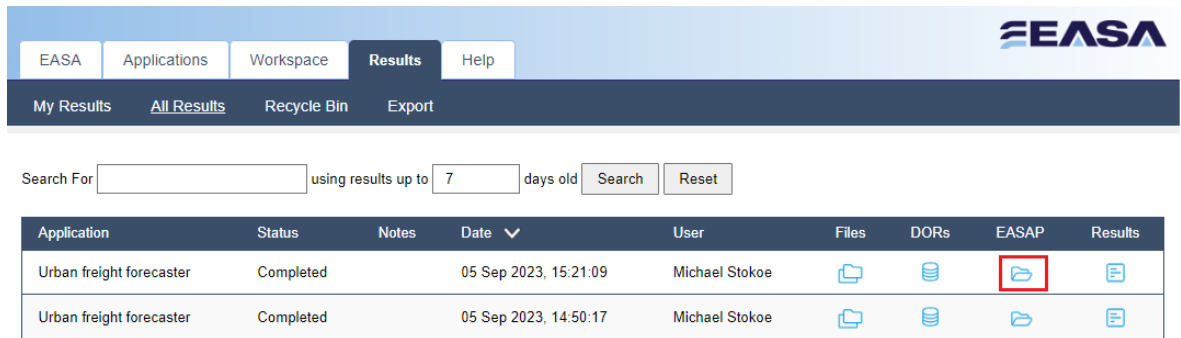 EASA
EASA Applications Workspace Results Help
My Results All Results Recycle Bin Export
Search For using results up to 7 days old Search Reset
Application Status Notes Date User Files DORs EASAP Results
Urban freight forecaster Completed 05 Sep 2023, 15:21:09 Michael Stokoe
Urban freight forecaster Completed 05 Sep 2023, 14:50:17 Michael Stokoe